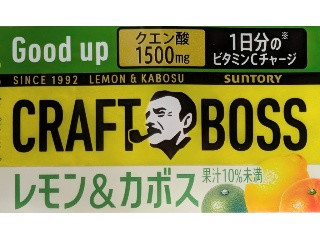 Good up
クエン酸
1500mg
1日分の※
ビタミンCチャージ
SINCE 1992 LEMON & KABOSU SUNTORY
CRAFT BOSS
レモン&カボス
果汁10%未満